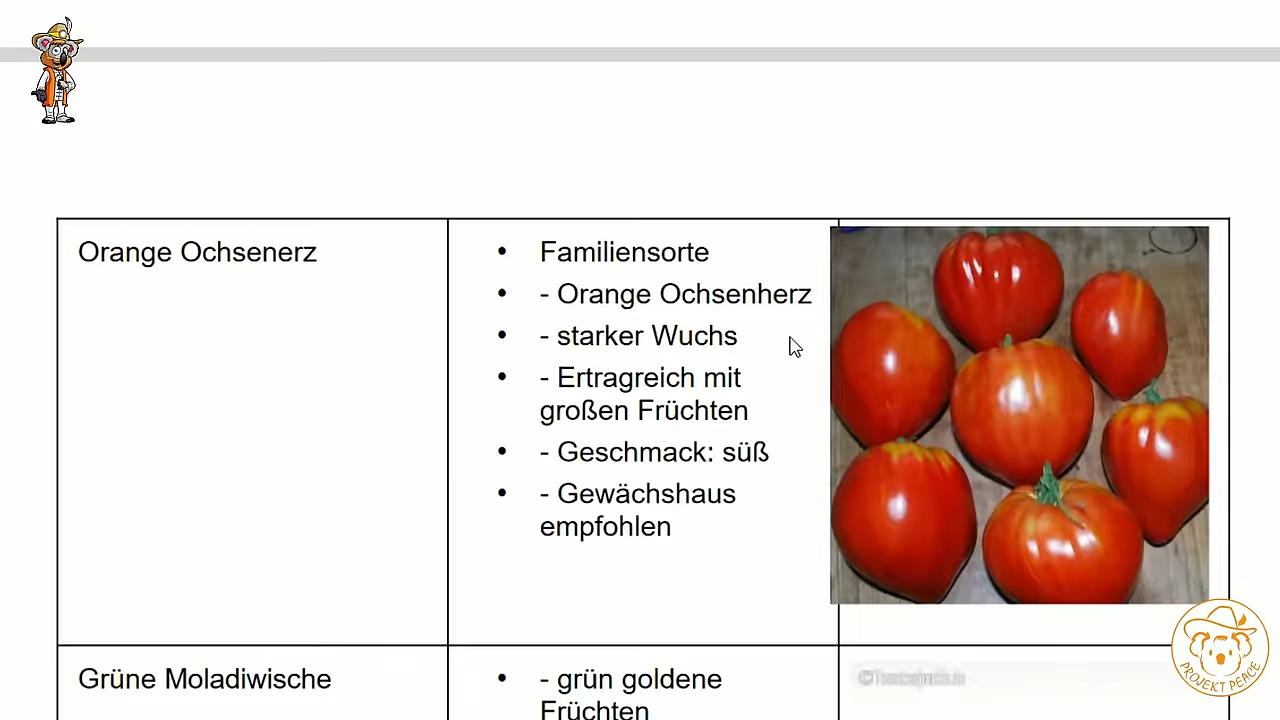 Orange Ochsenerz
• Familiensorte
• - Orange Ochsenherz
• - starker Wuchs
• - Ertragreich mit
großen Früchten
• - Geschmack: süß
• - Gewächshaus
empfohlen
Grüne Moladiwische
• - grün goldene
Früchten
PROJEKT PEACE